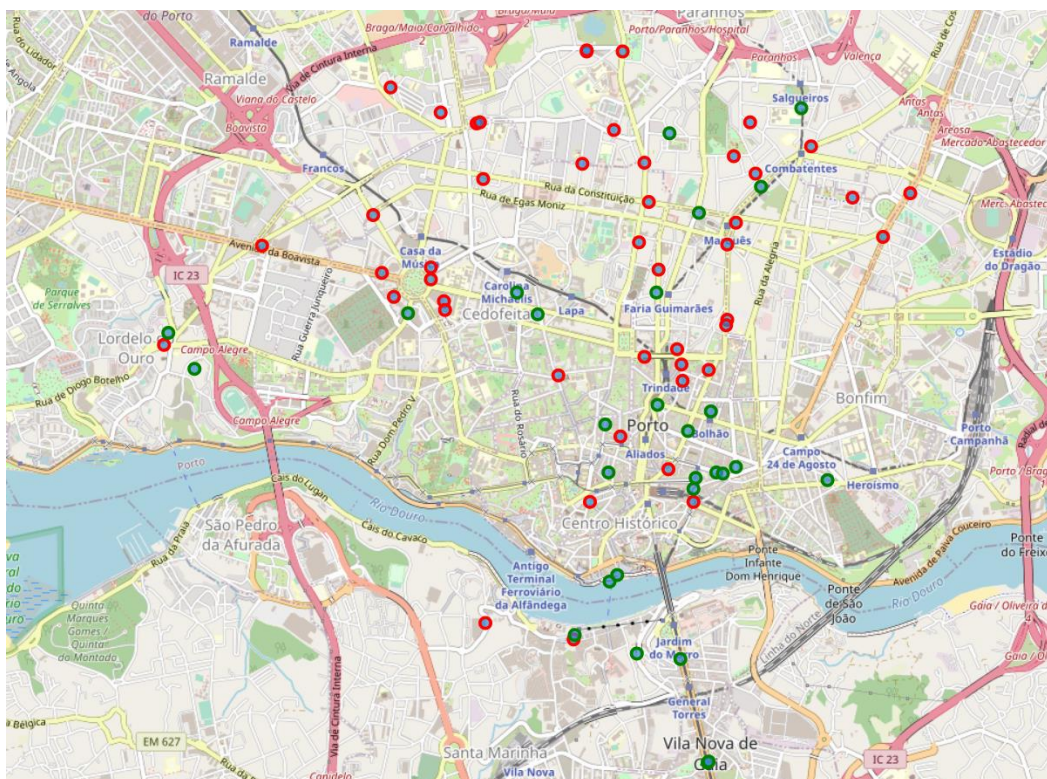 Rua do Lidador
do Porto
Ramalde
Ramalde
Via de Cintura Interna
Braga/Maia/Carvalhido
2
Paranhos
Porto/Paranhos/Hospital
Paranhos
Valença
Viana do Castelo
Boavista
Francos
Salgueiros
Antas
Antas
Areosa
Combatentes
Rua da Constituição
Rua de Egas Moniz
Marquês
Avenida da Boavista
Casa da
Música
IC 23
Estádio
do Dragão
Parque
de Serralves
Rua Guerra Junqueiro
Carolina
Michaëlis
Cedofeita
Lapa
Faria Guimarães
Rua da Alegria
Lordelo
Ouro
Campo Alegre
Rua de Diogo Botelho
Campo Alegre
Rua Dom Pedro V
Rua do Rosário
Trindade
Bonfim
Porto
Bolhão
Aliados
Campo
24 de Agosto
Porto
Campanhã
Heroísmo
Porto
Cais do Lugan
Rio Douro
Cais do Cavaco
São Pedro
da Afurada
Rua da Praia
Centro Histórico
Antigo
Terminal
Ferroviário
da Alfândega
Ponte
Infante
Dom Henrique
Avenida de Paiva Couceiro
Rio Douro
Ponte
do Freixo
Ponte
de São
João
Quinta
Marques
Gomes /
Quinta
do Montado
Jardim
do Morro
Linha do Norte
General
Torres
Via de Cintura Interna
EM 627
Santa Marinha
Vila Nova de
Gaia
Vila Nova
Candelo
IC 23